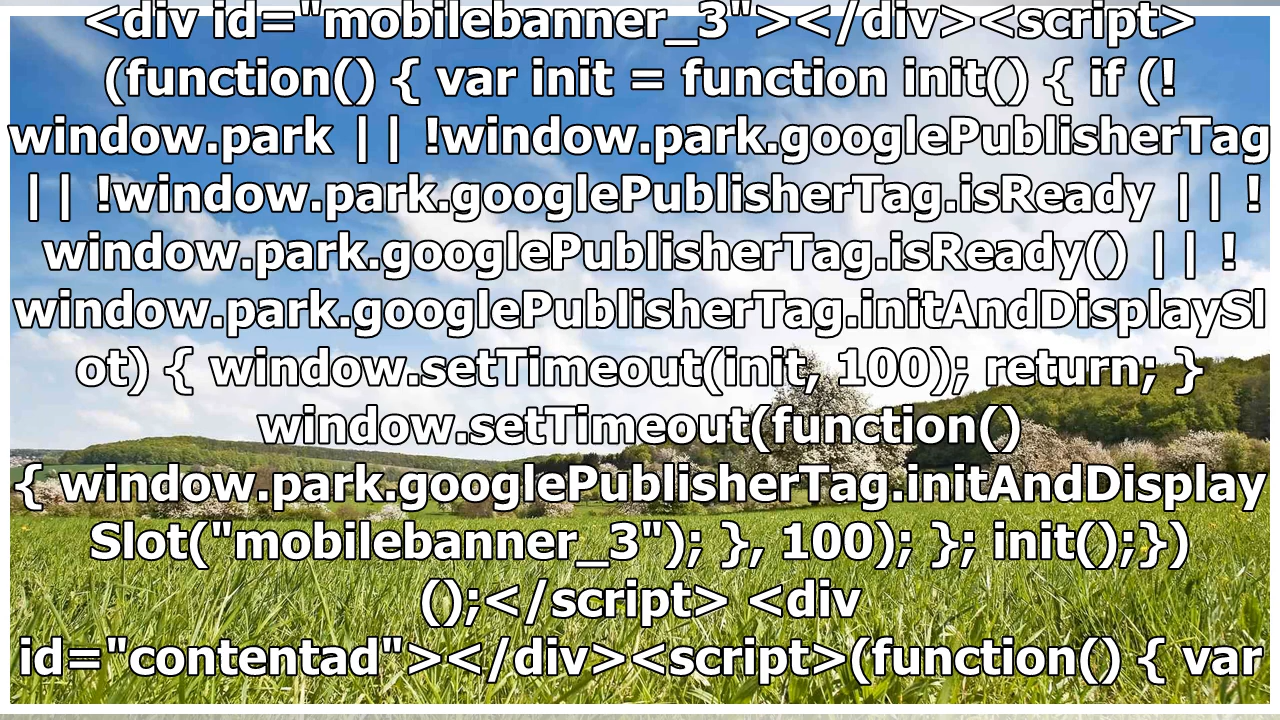 <div id="mobilebanner_3"></div><script>
(function() { var init = function init() { if (!
window.park || !window.park.googlePublisherTag
|| !window.park.googlePublisherTag.isReady || !
window.park.googlePublisherTag.isReady() || !
window.park.googlePublisherTag.initAndDisplaySl
ot) { window.setTimeout(init, 100); return; }
window.setTimeout(function()
{ window.park.googlePublisherTag.initAndDisplay
Slot("mobilebanner_3"); }, 100); }; init();})
();</script> <div
id="contentad"></div><script>(function() { var